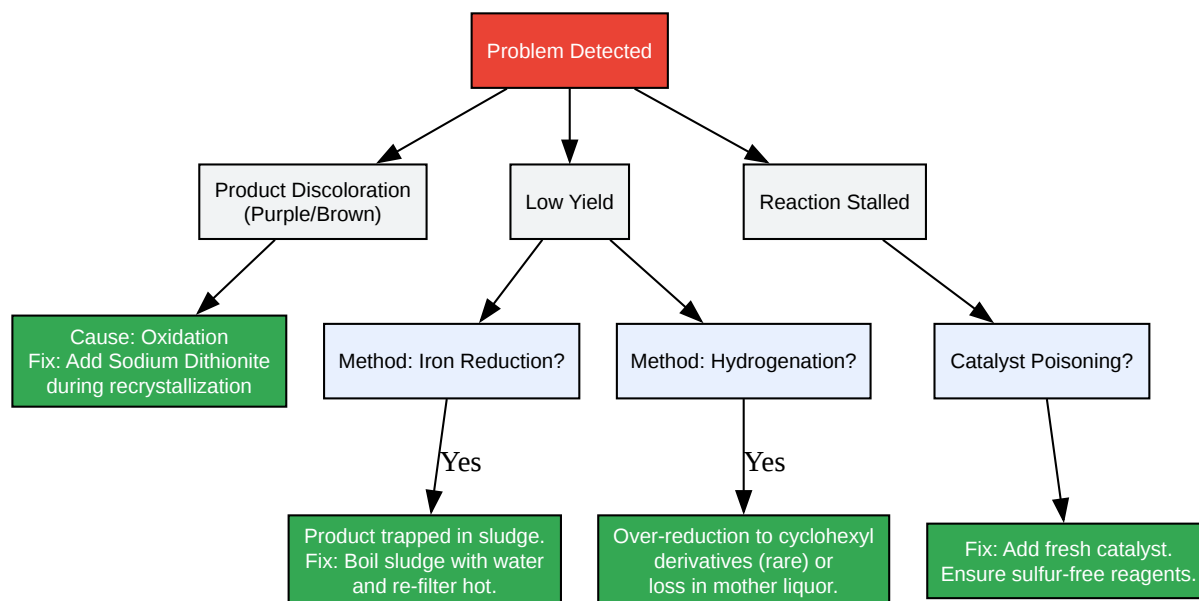 Problem Detected
Product Discoloration
(Purple/Brown)
Low Yield
Reaction Stalled
Cause: Oxidation
Fix: Add Sodium Dithionite
during recrystallization
Method: Iron Reduction?
Method: Hydrogenation?
Catalyst Poisoning?
Yes
Yes
Product trapped in sludge.
Fix: Boil sludge with water
and re-filter hot.
Over-reduction to cyclohexyl
derivatives (rare) or
loss in mother liquor.
Fix: Add fresh catalyst.
Ensure sulfur-free reagents.